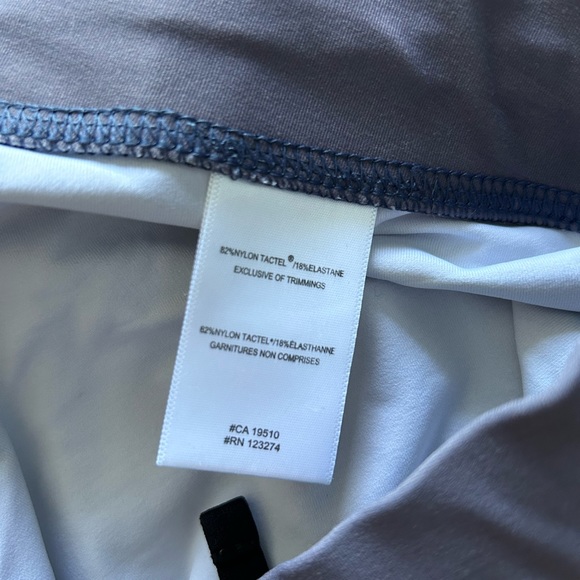 82%NYLON TACTEL®/18%ELASTANE
EXCLUSIVE OF TRIMMINGS
82%NYLON TACTEL®/18%ÉLASTHANNE
GARNITURES NON COMPRISES
#CA 19510
#RN 123274